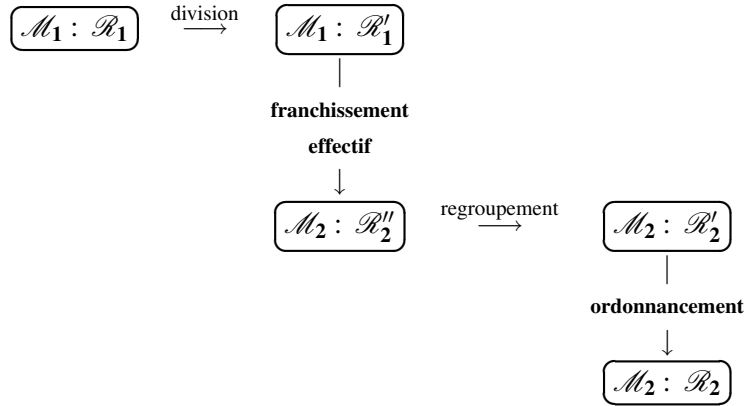 division
ℳ₁ : ℛ₁ ⟶ ℳ₁ : ℛ′₁
franchissement
effectif
regroupement
ℳ₂ : ℛ″₂ ⟶ ℳ₂ : ℛ′₂
ordonnancement
ℳ₂ : ℛ₂